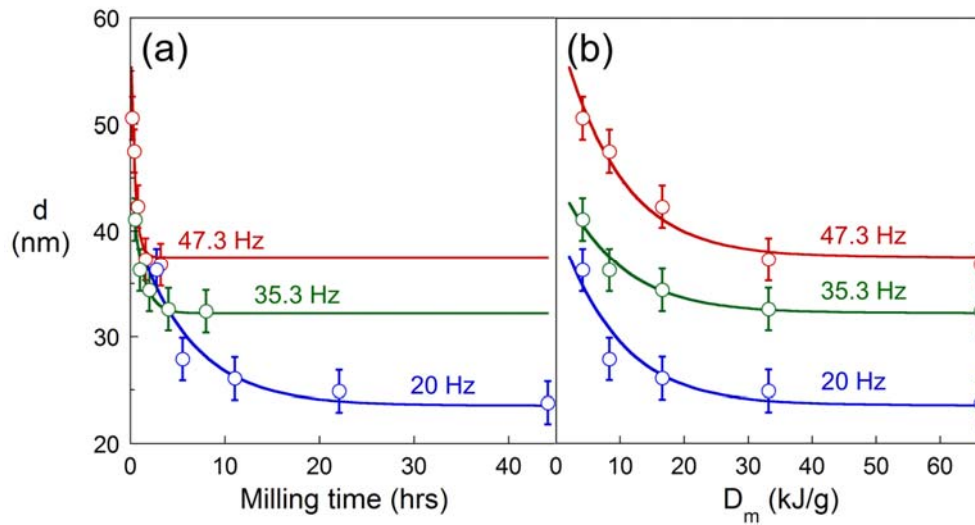 (a)
(b)
d
(nm)
60
50
40
30
20
47.3 Hz
35.3 Hz
20 Hz
47.3 Hz
35.3 Hz
20 Hz
0 10 20 30 40
0 10 20 30 40 50 60
Milling time (hrs)
D_m (kJ/g)